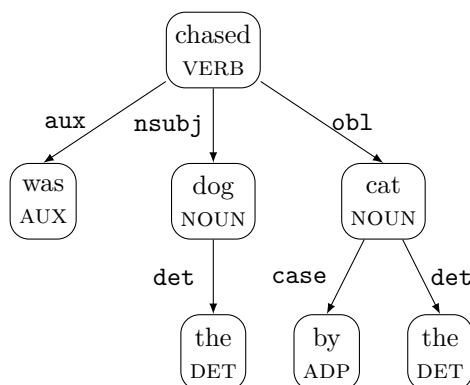 chased
VERB
aux nsubj obl
was dog cat
AUX NOUN NOUN
det case det
the by the
DET ADP DET